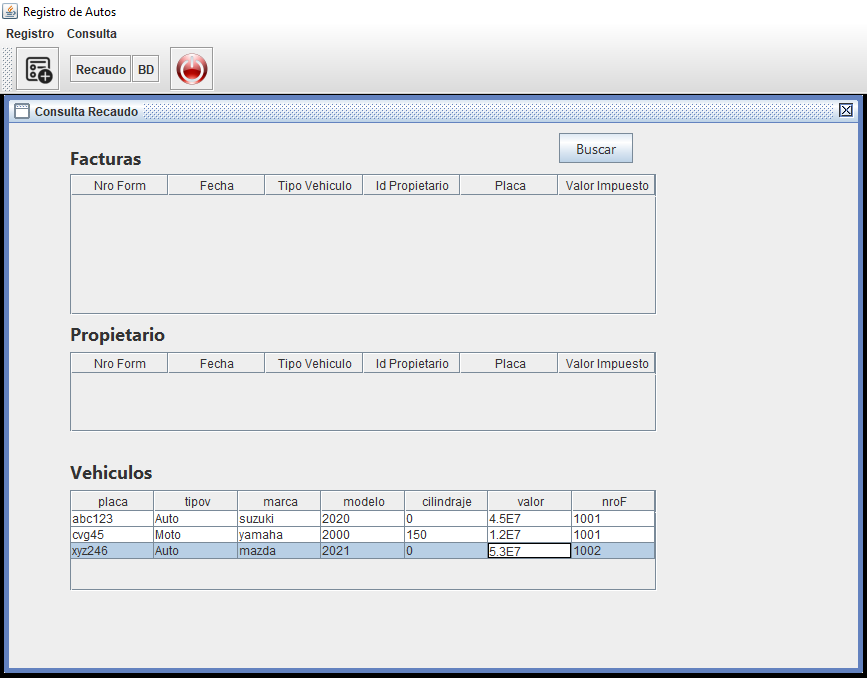 Registro de Autos
Registro Consulta
Recaudo BD
Consulta Recaudo
Buscar
Facturas
Nro Form Fecha Tipo Vehiculo Id Propietario Placa Valor Impuesto
Propietario
Nro Form Fecha Tipo Vehiculo Id Propietario Placa Valor Impuesto
Vehiculos
placa tipov marca modelo cilindraje valor nroF
abc123 Auto suzuki 2020 0 4.5E7 1001
cvg45 Moto yamaha 2000 150 1.2E7 1001
xyz246 Auto mazda 2021 0 5.3E7 1002